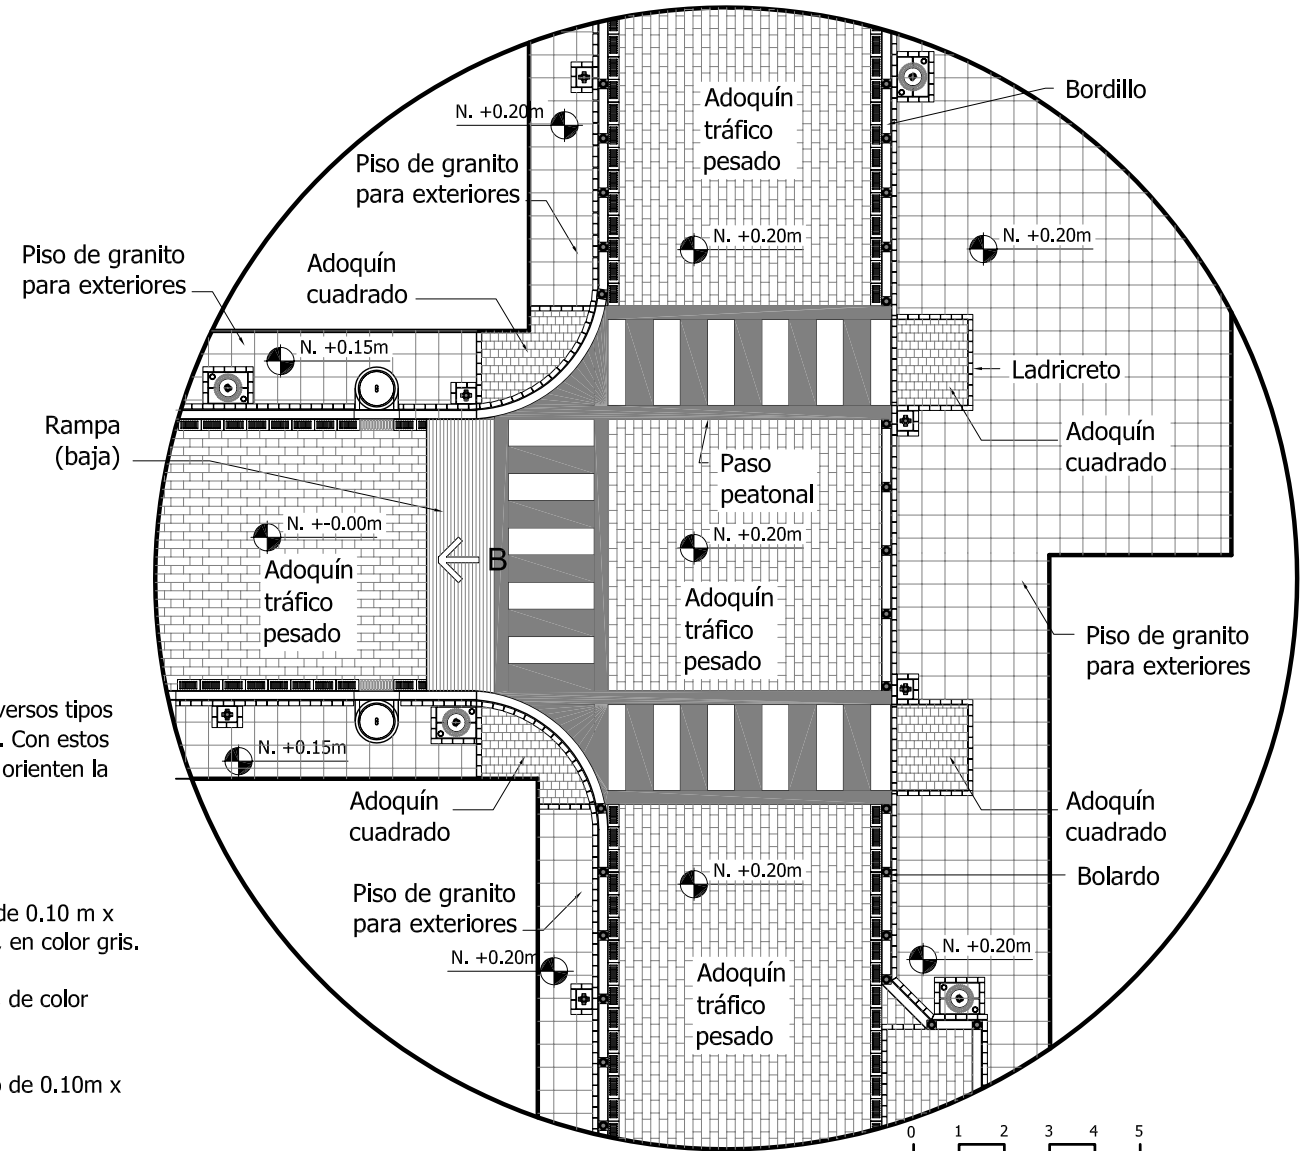 Adoquín
tráfico
pesado
Bordillo
N. +0.20m
Piso de granito
para exteriores
N. +0.20m
N. +0.20m
Piso de granito
para exteriores
Adoquín
cuadrado
N. +0.15m
Ladricreto
Rampa
(baja)
Adoquín
cuadrado
Paso
peatonal
N. +-0.00m
N. +0.20m
B
Adoquín
tráfico
pesado
Adoquín
tráfico
pesado
Piso de granito
para exteriores
versos tipos
. Con estos
orienten la
N. +0.15m
Adoquín
cuadrado
Adoquín
cuadrado
N. +0.20m
Bolardo
Piso de granito
para exteriores
de 0.10 m x
. en color gris.
N. +0.20m
N. +0.20m
Adoquín
tráfico
pesado
de color
o de 0.10m x
0 1 2 3 4 5